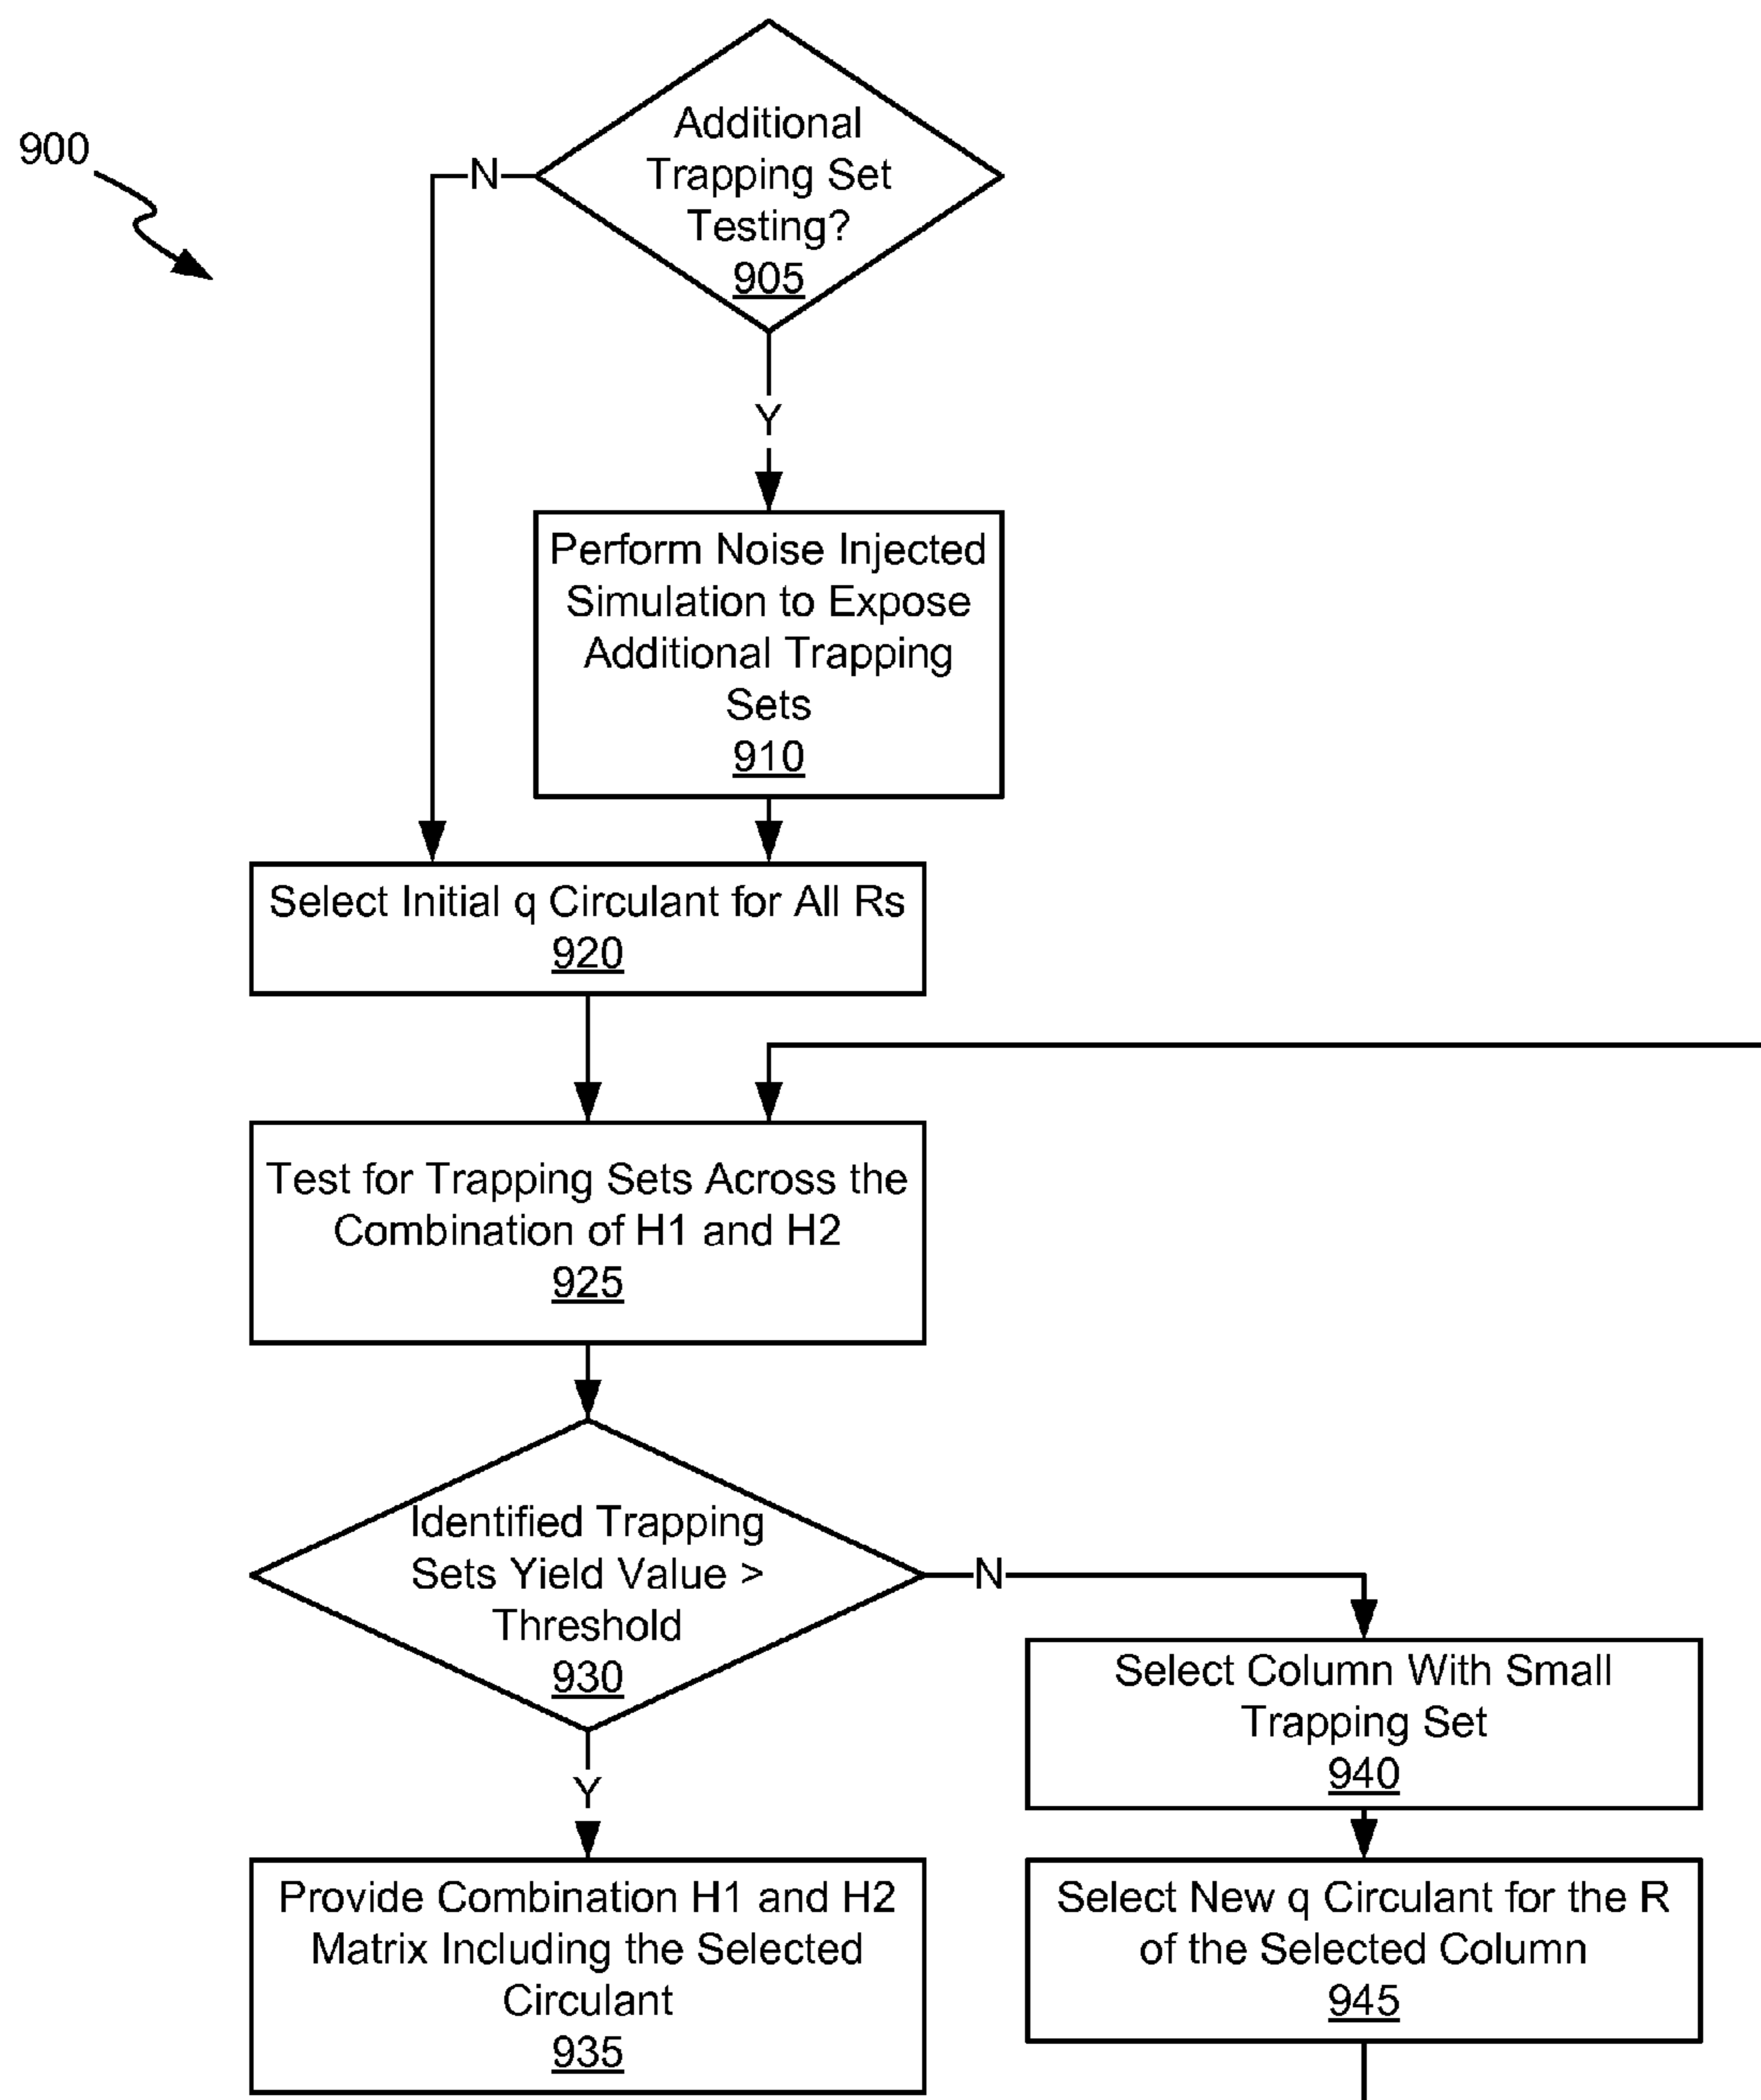 900
Additional
Trapping Set
Testing?
905
N
Y
Perform Noise Injected
Simulation to Expose
Additional Trapping
Sets
910
Select Initial q Circulant for All Rs
920
Test for Trapping Sets Across the
Combination of H1 and H2
925
Identified Trapping
Sets Yield Value >
Threshold
930
N
Y
Select Column With Small
Trapping Set
940
Provide Combination H1 and H2
Matrix Including the Selected
Circulant
935
Select New q Circulant for the R
of the Selected Column
945